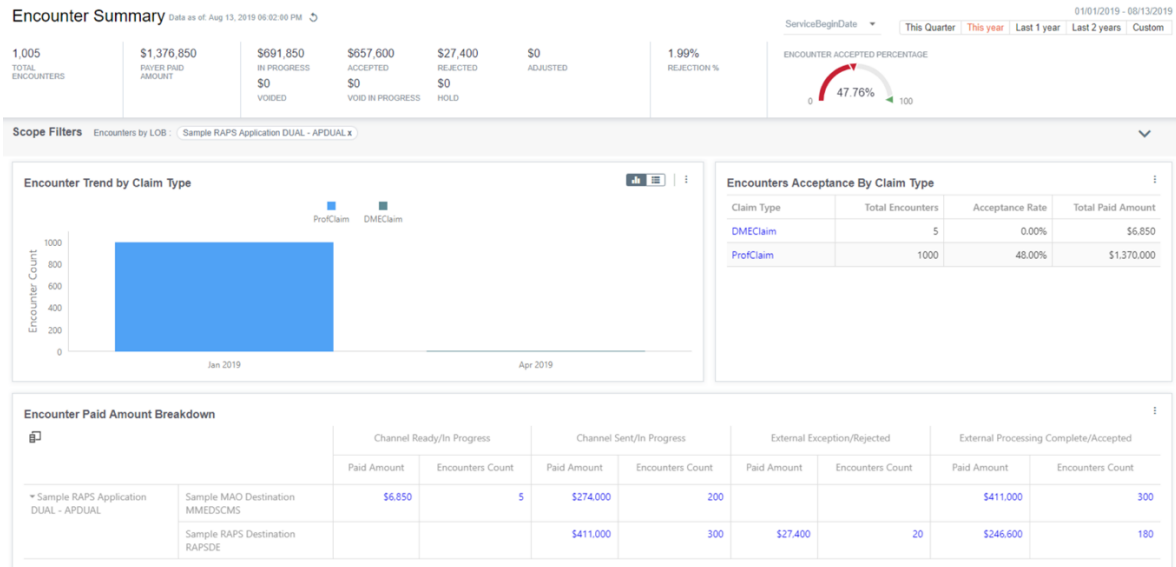 Encounter Summary Data as of: Aug 13, 2019 06:02:00 PM
01/01/2019 - 08/13/2019
ServiceBeginDate
This Quarter This year Last 1 year Last 2 years Custom
1,005
TOTAL
ENCOUNTERS
$1,376,850
PAYER PAID
AMOUNT
$691,850
IN PROGRESS
$0
VOIDED
$657,600
ACCEPTED
$0
VOID IN PROGRESS
$27,400
REJECTED
$0
HOLD
$0
ADJUSTED
1.99%
REJECTION %
ENCOUNTER ACCEPTED PERCENTAGE
47.76%
0 100
Scope Filters Encounters by LOB : Sample RAPS Application DUAL - APDUAL x
Encounter Trend by Claim Type
ProfClaim DMEClaim
Encounter Count
1000
800
600
400
200
0
Jan 2019 Apr 2019
Encounters Acceptance By Claim Type
Claim Type Total Encounters Acceptance Rate Total Paid Amount
DMEClaim 5 0.00% $6.850
ProfClaim 1000 48.00% $1.370.000
Encounter Paid Amount Breakdown
Channel Ready/In Progress Channel Sent/In Progress External Exception/Rejected External Processing Complete/Accepted
Paid Amount Encounters Count Paid Amount Encounters Count Paid Amount Encounters Count Paid Amount Encounters Count
Sample RAPS Application
DUAL - APDUAL
Sample MAO Destination
MMEDSCMS
$6.850 5 $274.000 200 $411.000 300
Sample RAPS Destination
RAPSDE
$411.000 300 $27,400 20 $246.600 180